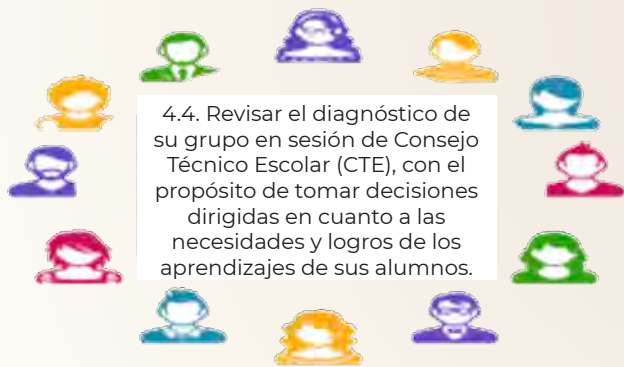 4.4. Revisar el diagnóstico de
su grupo en sesión de Consejo
Técnico Escolar (CTE), con el
propósito de tomar decisiones
dirigidas en cuanto a las
necesidades y logros de los
aprendizajes de sus alumnos.